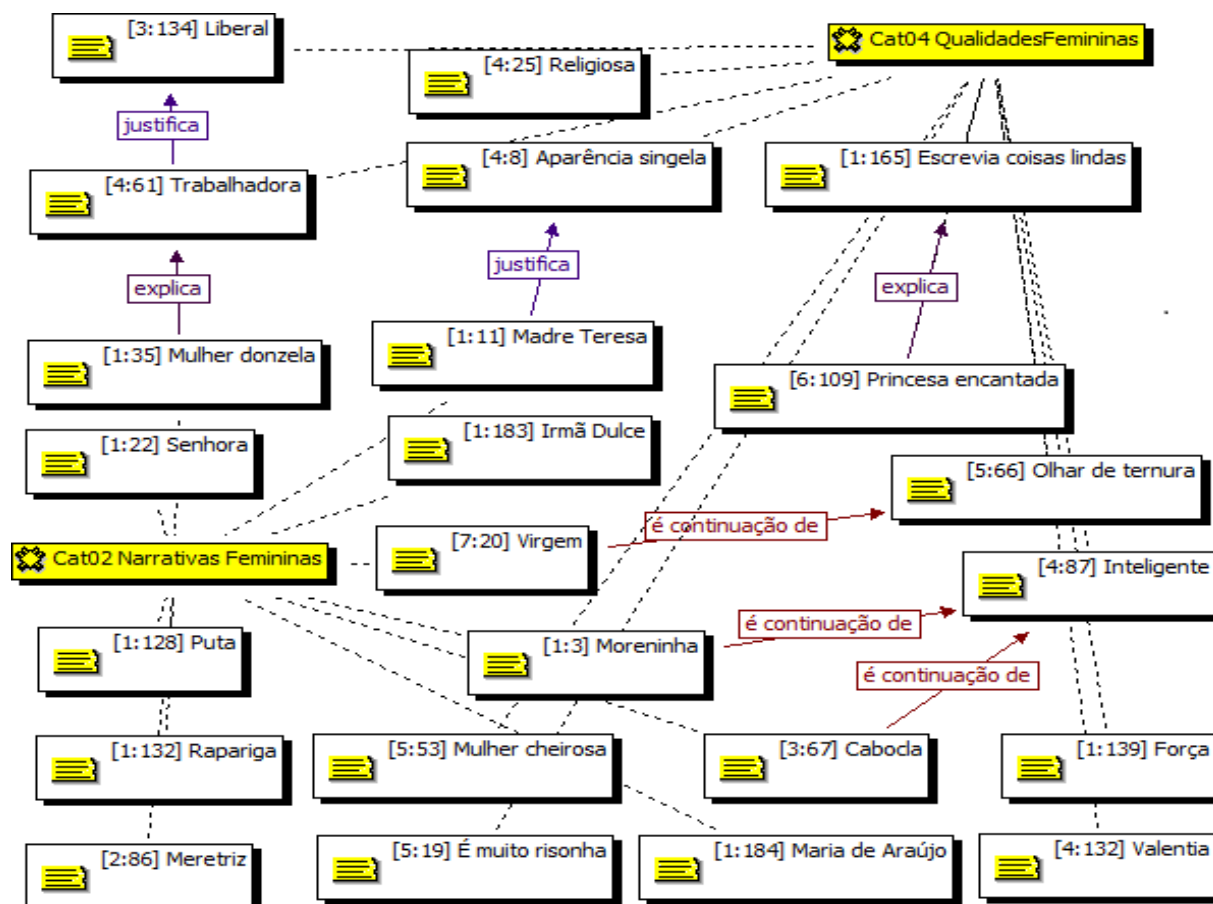 [3:134] Liberal
Cat04 QualidadesFemininas
[4:25] Religiosa
justifica
[4:8] Aparência singela
[1:165] Escrevia coisas lindas
[4:61] Trabalhadora
justifica
explica
explica
[1:11] Madre Teresa
[1:35] Mulher donzela
[6:109] Princesa encantada
[1:22] Senhora
[1:183] Irmã Dulce
[5:66] Olhar de ternura
é continuação de
Cat02 Narrativas Femininas
[7:20] Virgem
[4:87] Inteligente
é continuação de
[1:128] Puta
[1:3] Moreninha
é continuação de
[1:132] Rapariga
[5:53] Mulher cheirosa
[3:67] Cabocla
[1:139] Força
[2:86] Meretriz
[5:19] É muito risonha
[1:184] Maria de Araújo
[4:132] Valentia